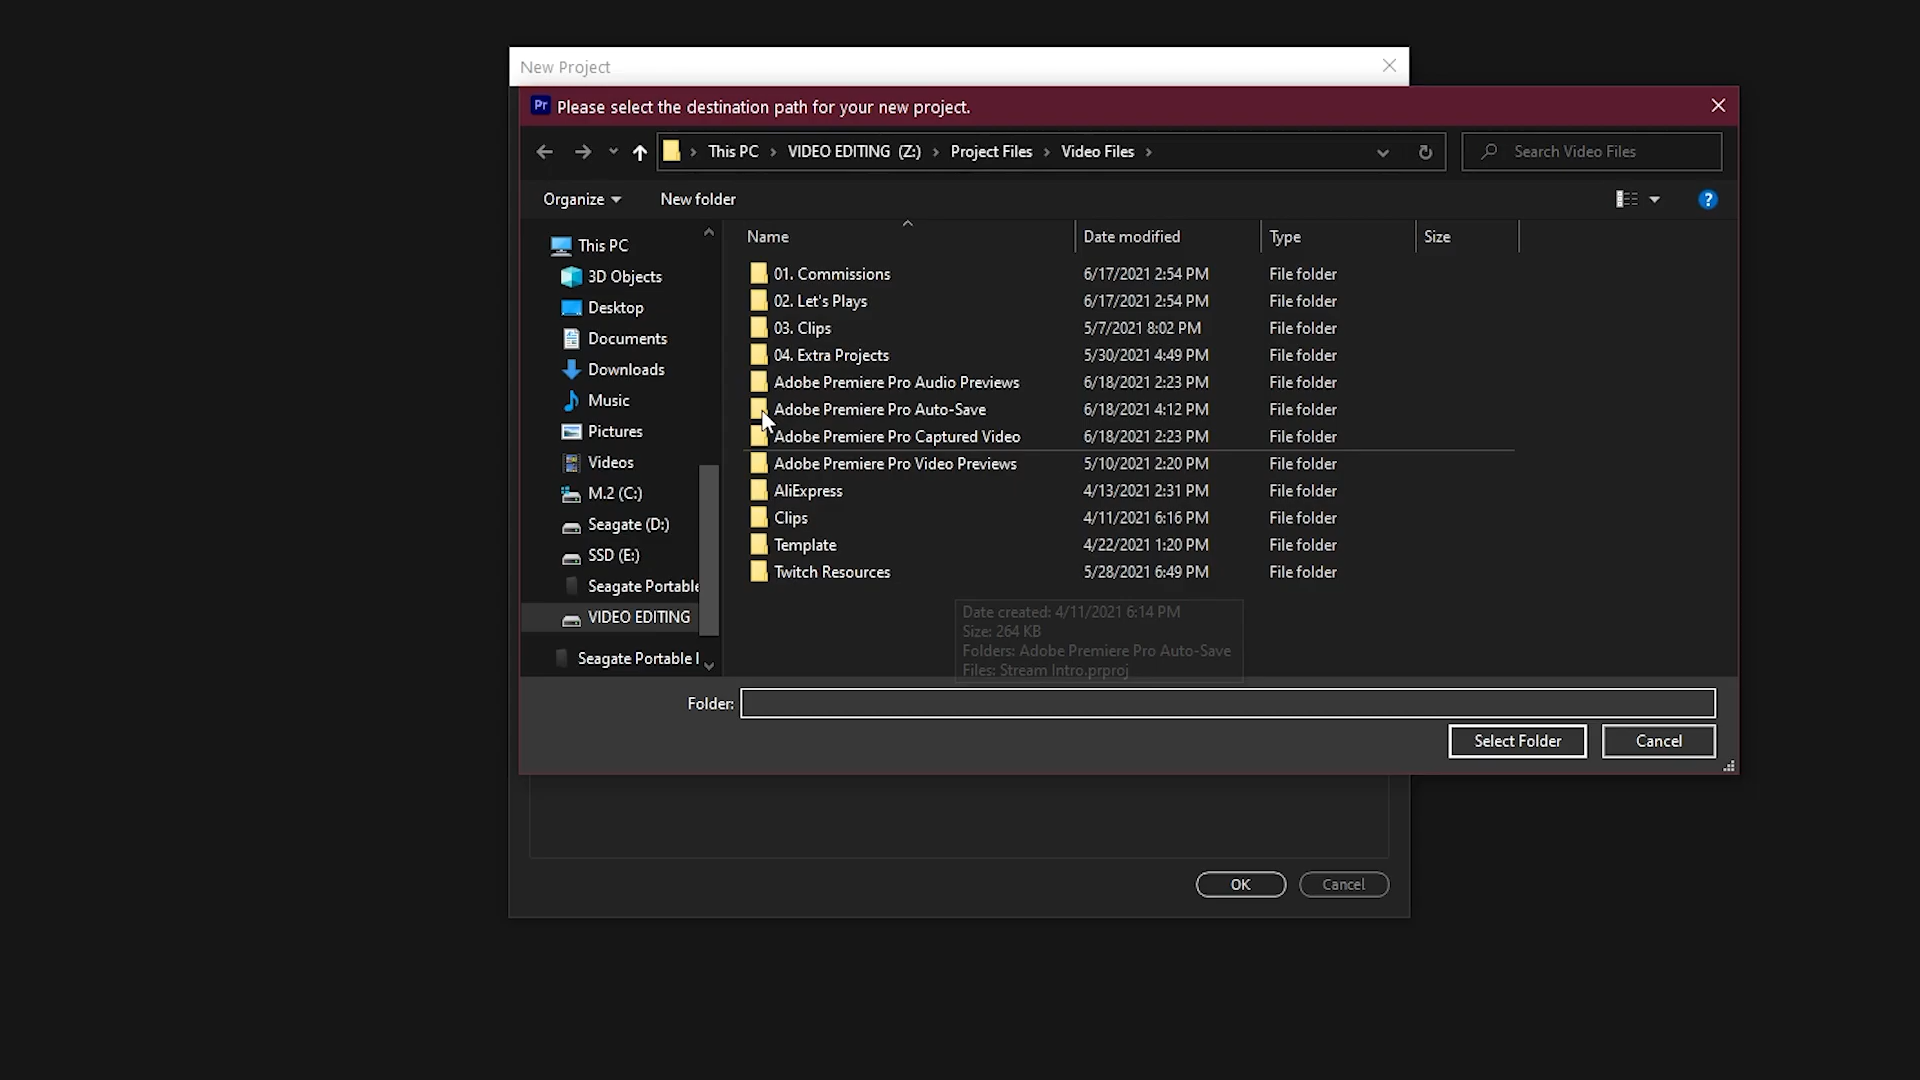 New Project
Pr Please select the destination path for your new project.
This PC > VIDEO EDITING (Z:) > Project Files > Video Files >
Search Video Files
Organize
New folder
?
This PC
3D Objects
Desktop
Documents
Downloads
Music
Pictures
Videos
M.2 (C:)
Seagate (D:)
SSD (E:)
Seagate Portable
VIDEO EDITING
Seagate Portable
Name Date modified Type Size
01. Commissions 6/17/2021 2:54 PM File folder
02. Let's Plays 6/17/2021 2:54 PM File folder
03. Clips 5/7/2021 8:02 PM File folder
04. Extra Projects 5/30/2021 4:49 PM File folder
Adobe Premiere Pro Audio Previews 6/18/2021 2:23 PM File folder
Adobe Premiere Pro Auto-Save 6/18/2021 4:12 PM File folder
Adobe Premiere Pro Captured Video 6/18/2021 2:23 PM File folder
Adobe Premiere Pro Video Previews 5/10/2021 2:20 PM File folder
AliExpress 4/13/2021 2:31 PM File folder
Clips 4/11/2021 6:16 PM File folder
Template 4/22/2021 1:20 PM File folder
Twitch Resources 5/28/2021 6:49 PM File folder
Date created: 4/11/2021 6:14 PM
Size: 264 KB
Folders: Adobe Premiere Pro Auto-Save
Files: Stream Intro.prproj
Folder:
Select Folder
Cancel
OK
Cancel